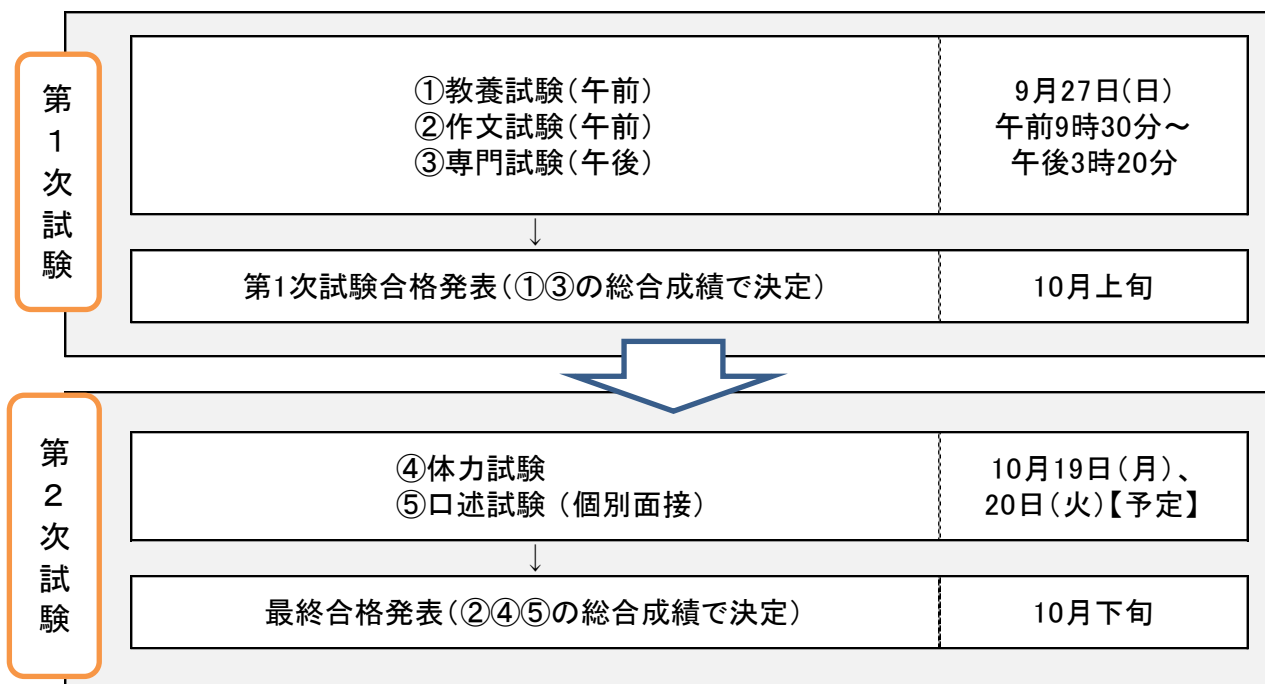 第1次試験
①教養試験(午前)
②作文試験(午前)
③専門試験(午後)
9月27日(日)
午前9時30分～
午後3時20分
↓
第1次試験合格発表(①③の総合成績で決定)
10月上旬
第2次試験
④体力試験
⑤口述試験 (個別面接)
10月19日(月)、
20日(火)【予定】
↓
最終合格発表(②④⑤の総合成績で決定)
10月下旬